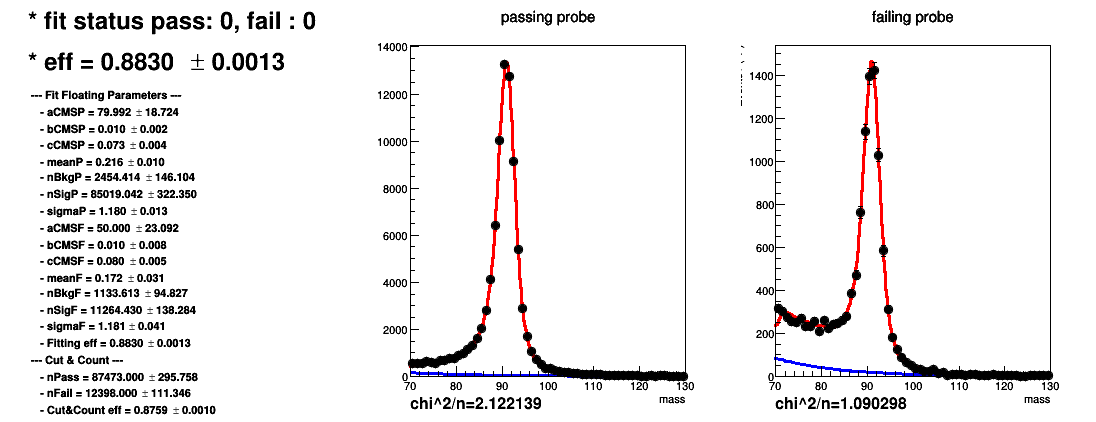 * fit status pass: 0, fail : 0
* eff = 0.8830 ± 0.0013
--- Fit Floating Parameters ---
- aCMSP = 79.992 ± 18.724
- bCMSP = 0.010 ± 0.002
- cCMSP = 0.073 ± 0.004
- meanP = 0.216 ± 0.010
- nBkgP = 2454.414 ± 146.104
- nSigP = 85019.042 ± 322.350
- sigmaP = 1.180 ± 0.013
- aCMSF = 50.000 ± 23.092
- bCMSF = 0.010 ± 0.008
- cCMSF = 0.080 ± 0.005
- meanF = 0.172 ± 0.031
- nBkgF = 1133.613 ± 94.827
- nSigF = 11264.430 ± 138.284
- sigmaF = 1.181 ± 0.041
- Fitting eff = 0.8830 ± 0.0013
--- Cut & Count ---
- nPass = 87473.000 ± 295.758
- nFail = 12398.000 ± 111.346
- Cut&Count eff = 0.8759 ± 0.0010
passing probe
14000
12000
10000
8000
6000
4000
2000
0
70 80 90 100 110 120 130
mass
chi^2/n=2.122139
failing probe
1400
1200
1000
800
600
400
200
0
70 80 90 100 110 120 130
mass
chi^2/n=1.090298